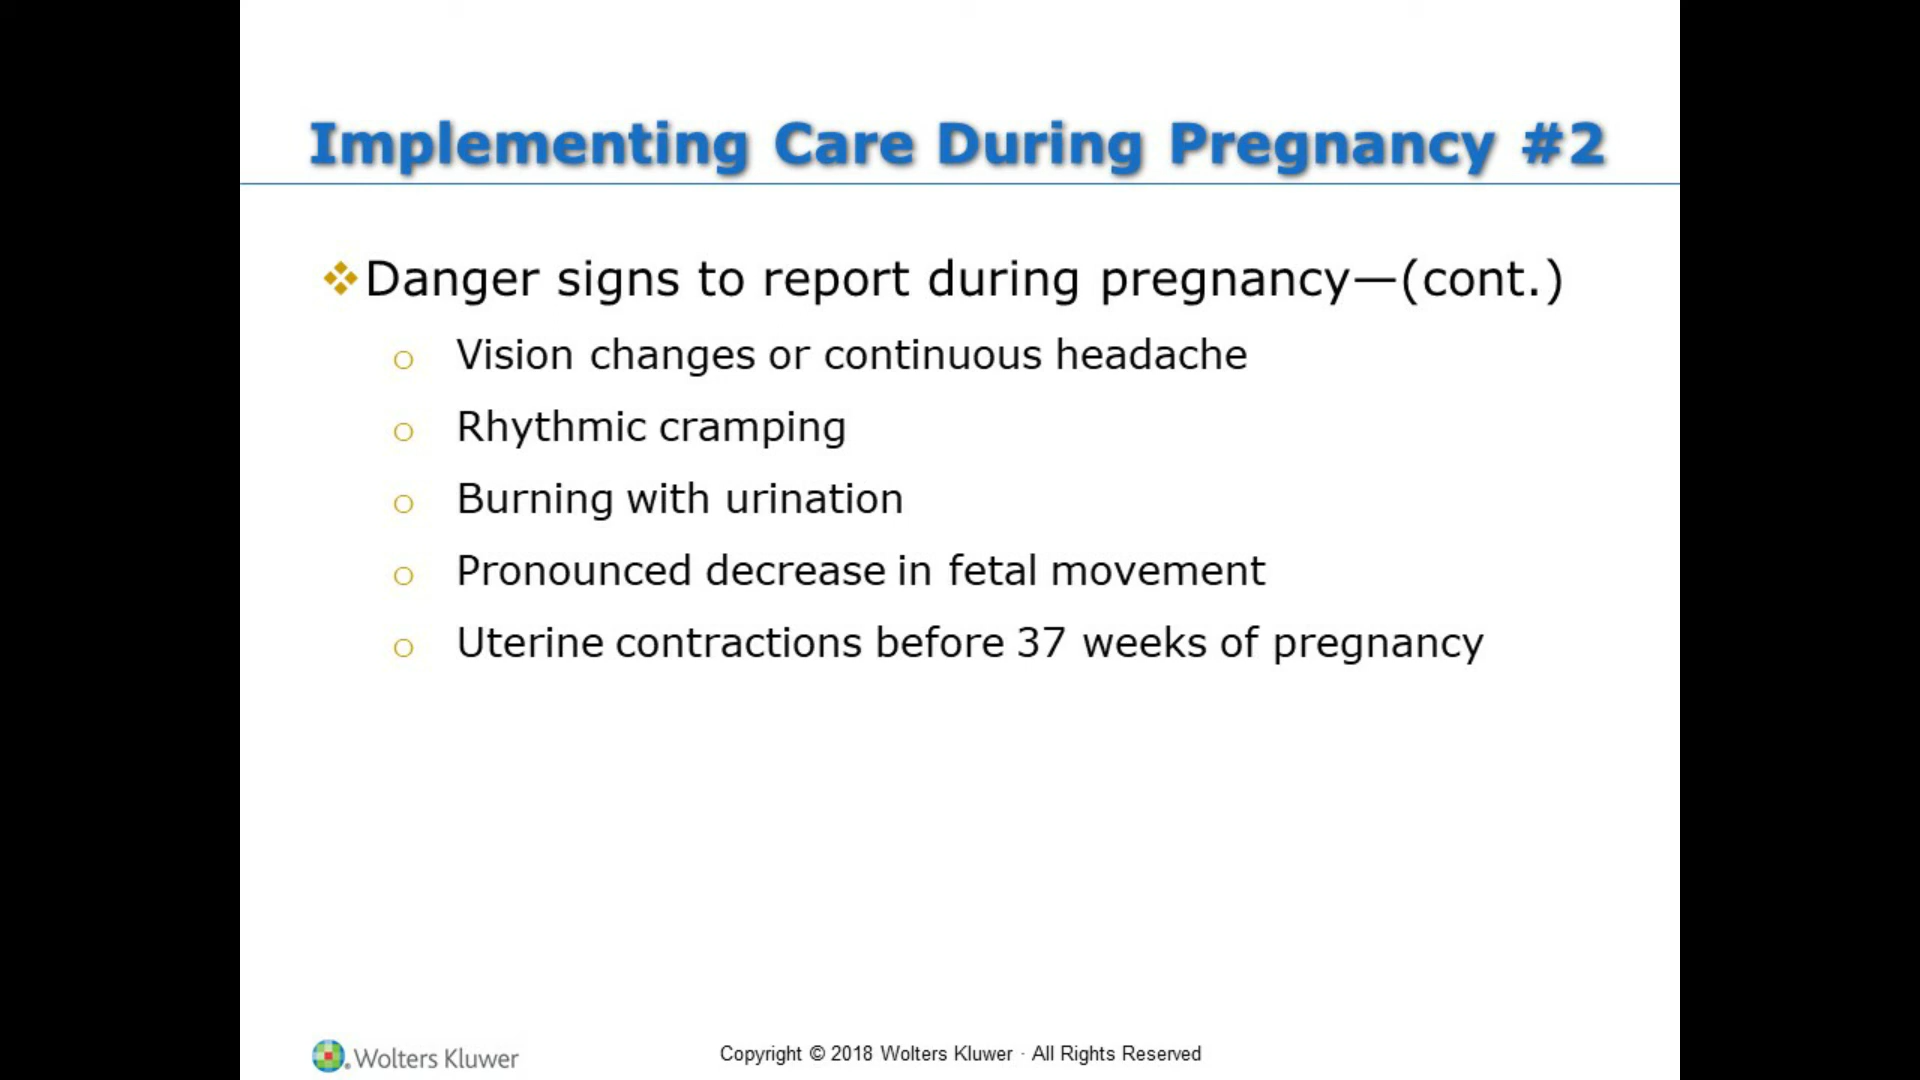 Implementing Care During Pregnancy #2
❖Danger signs to report during pregnancy—(cont.)
o Vision changes or continuous headache
o Rhythmic cramping
o Burning with urination
o Pronounced decrease in fetal movement
o Uterine contractions before 37 weeks of pregnancy
Wolters Kluwer
Copyright © 2018 Wolters Kluwer · All Rights Reserved